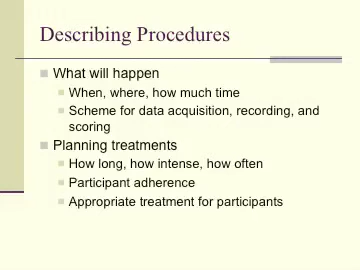 Describing Procedures
What will happen
When, where, how much time
Scheme for data acquisition, recording, and
scoring
Planning treatments
How long, how intense, how often
Participant adherence
Appropriate treatment for participants